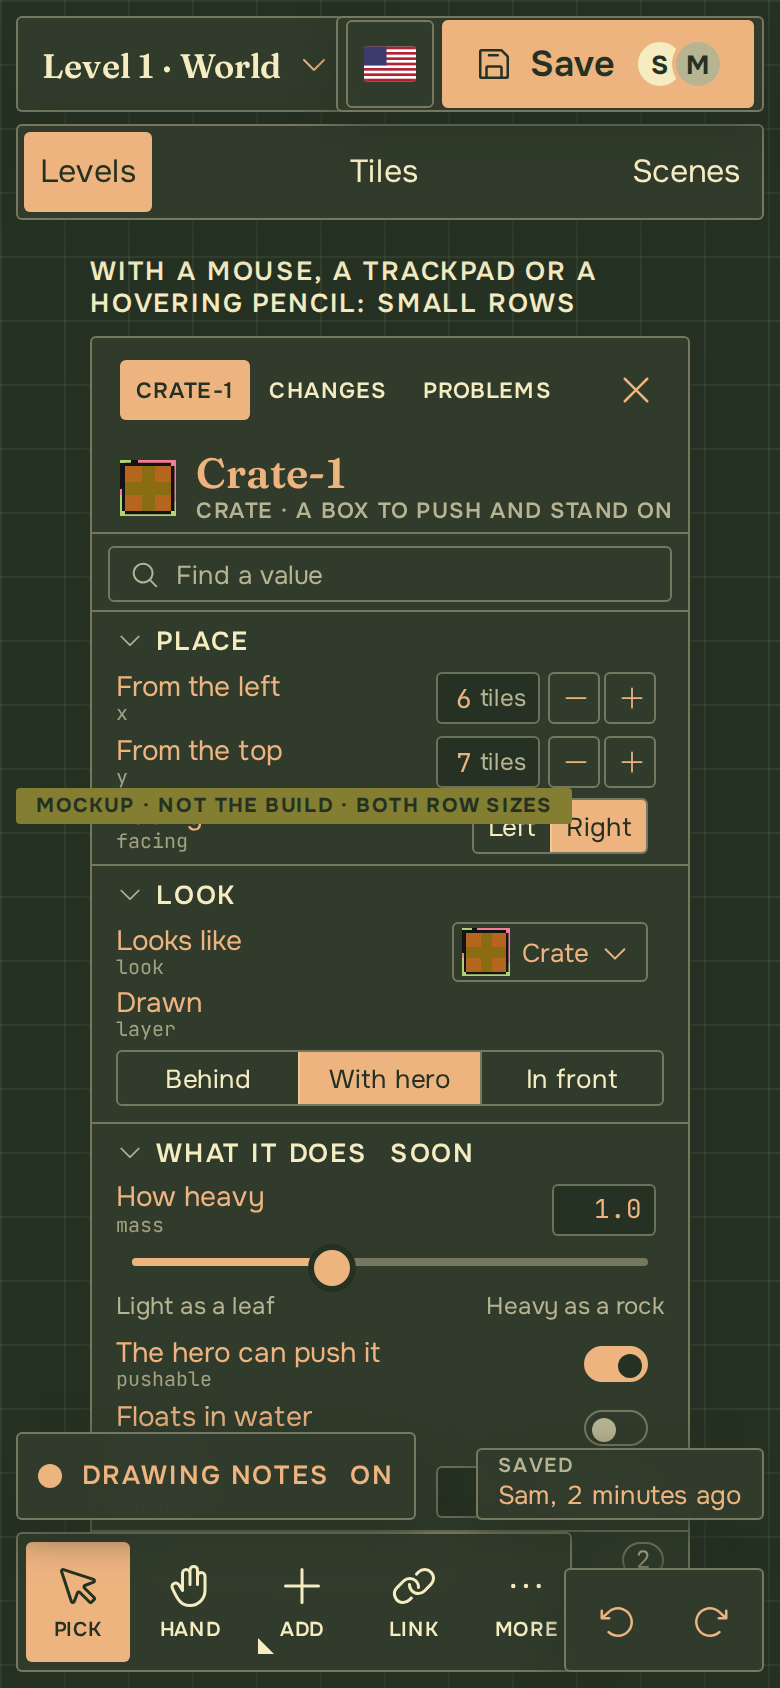 Level 1 · World
Save
S
M
Levels
Tiles
Scenes
WITH A MOUSE, A TRACKPAD OR A
HOVERING PENCIL: SMALL ROWS
CRATE-1
CHANGES
PROBLEMS
Crate-1
CRATE · A BOX TO PUSH AND STAND ON
Find a value
PLACE
From the left
6 tiles
x
From the top
7 tiles
y
MOCKUP · NOT THE BUILD · BOTH ROW SIZES
Left
Right
facing
LOOK
Looks like
Crate
look
Drawn
layer
Behind
With hero
In front
WHAT IT DOES SOON
How heavy
1.0
mass
Light as a leaf
Heavy as a rock
The hero can push it
pushable
Floats in water
DRAWING NOTES ON
SAVED
Sam, 2 minutes ago
2
PICK
HAND
ADD
LINK
MORE